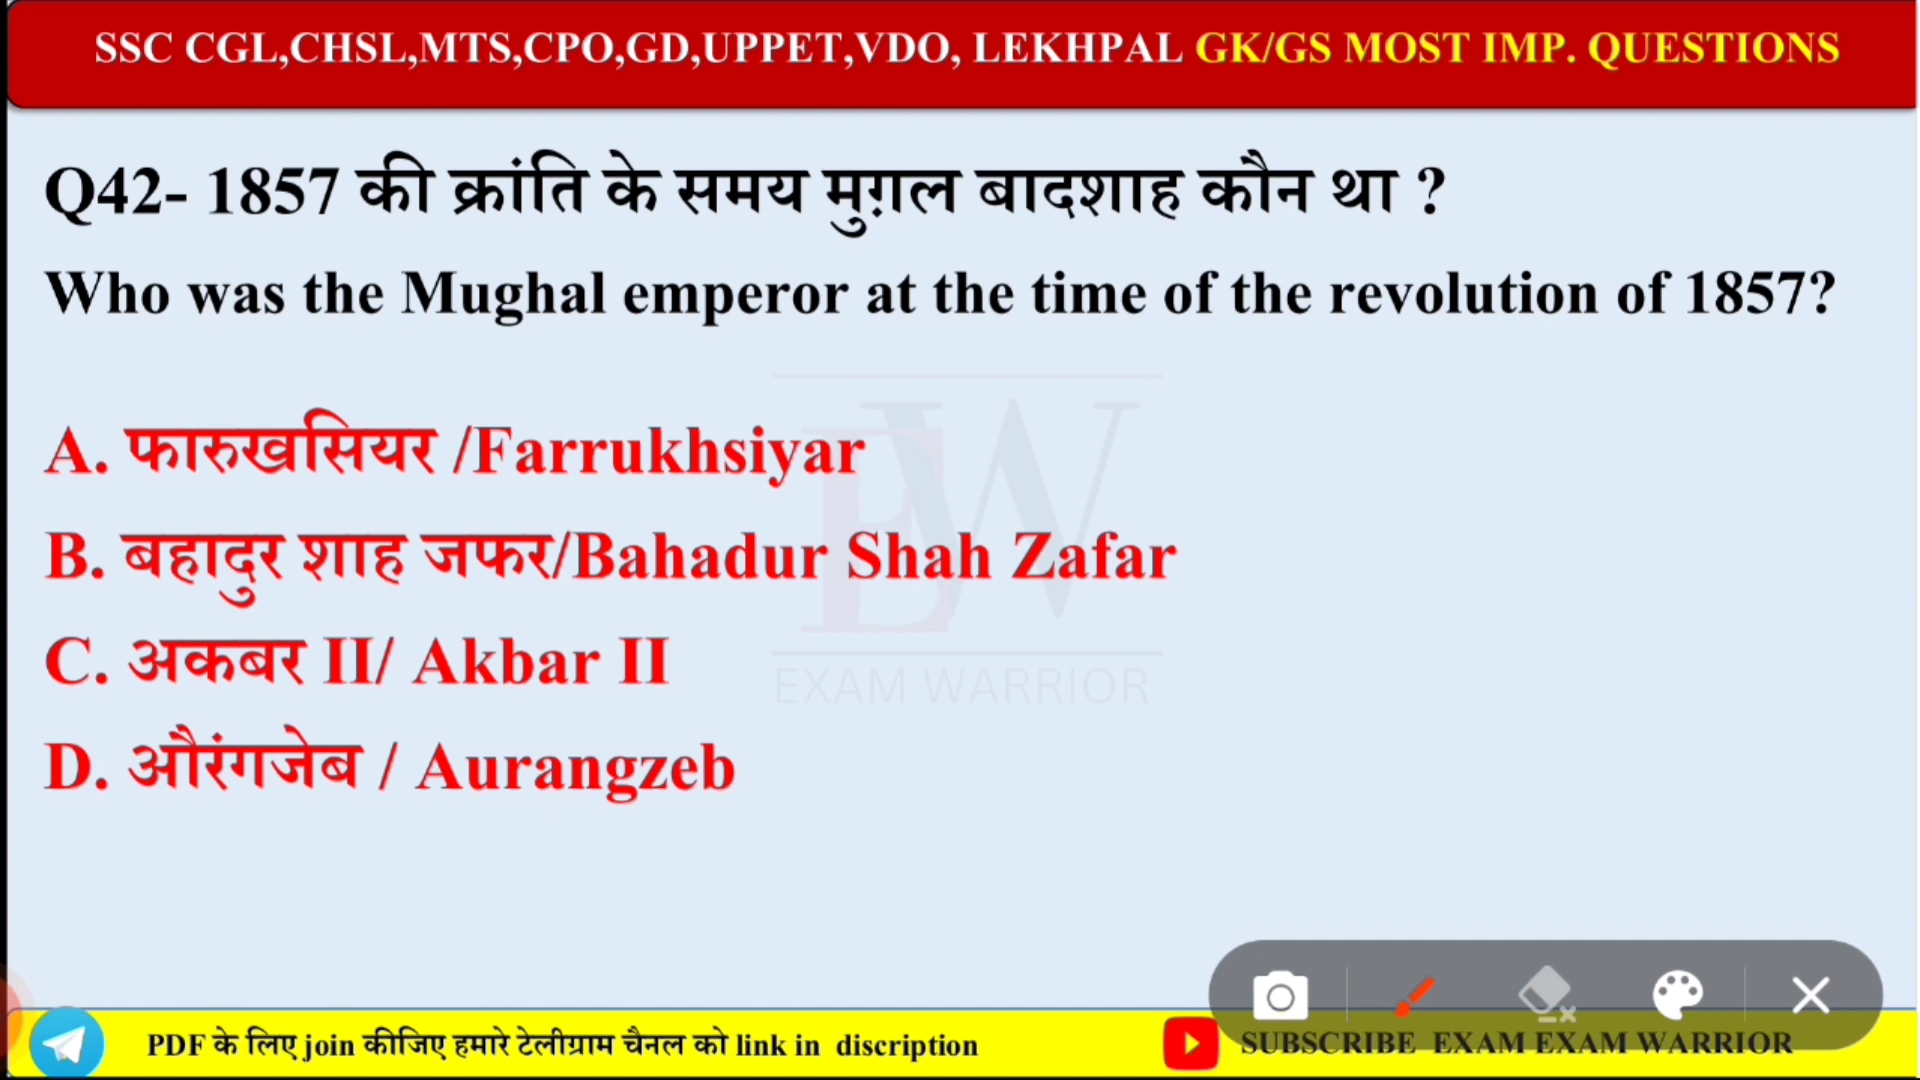 SSC CGL,CHSL,MTS,CPO,GD,UPPET,VDO, LEKHPAL GK/GS MOST IMP. QUESTIONS
Q42- 1857 की क्रांति के समय मुग़ल बादशाह कौन था ?
Who was the Mughal emperor at the time of the revolution of 1857?
A. फारुखसियर /Farrukhsiyar
B. बहादुर शाह जफर/Bahadur Shah Zafar
C. अकबर II/ Akbar II
D. औरंगजेब / Aurangzeb
EW
EXAM WARRIOR
PDF के लिए join कीजिए हमारे टेलीग्राम चैनल को link in discription
SUBSCRIBE EXAM EXAM WARRIOR